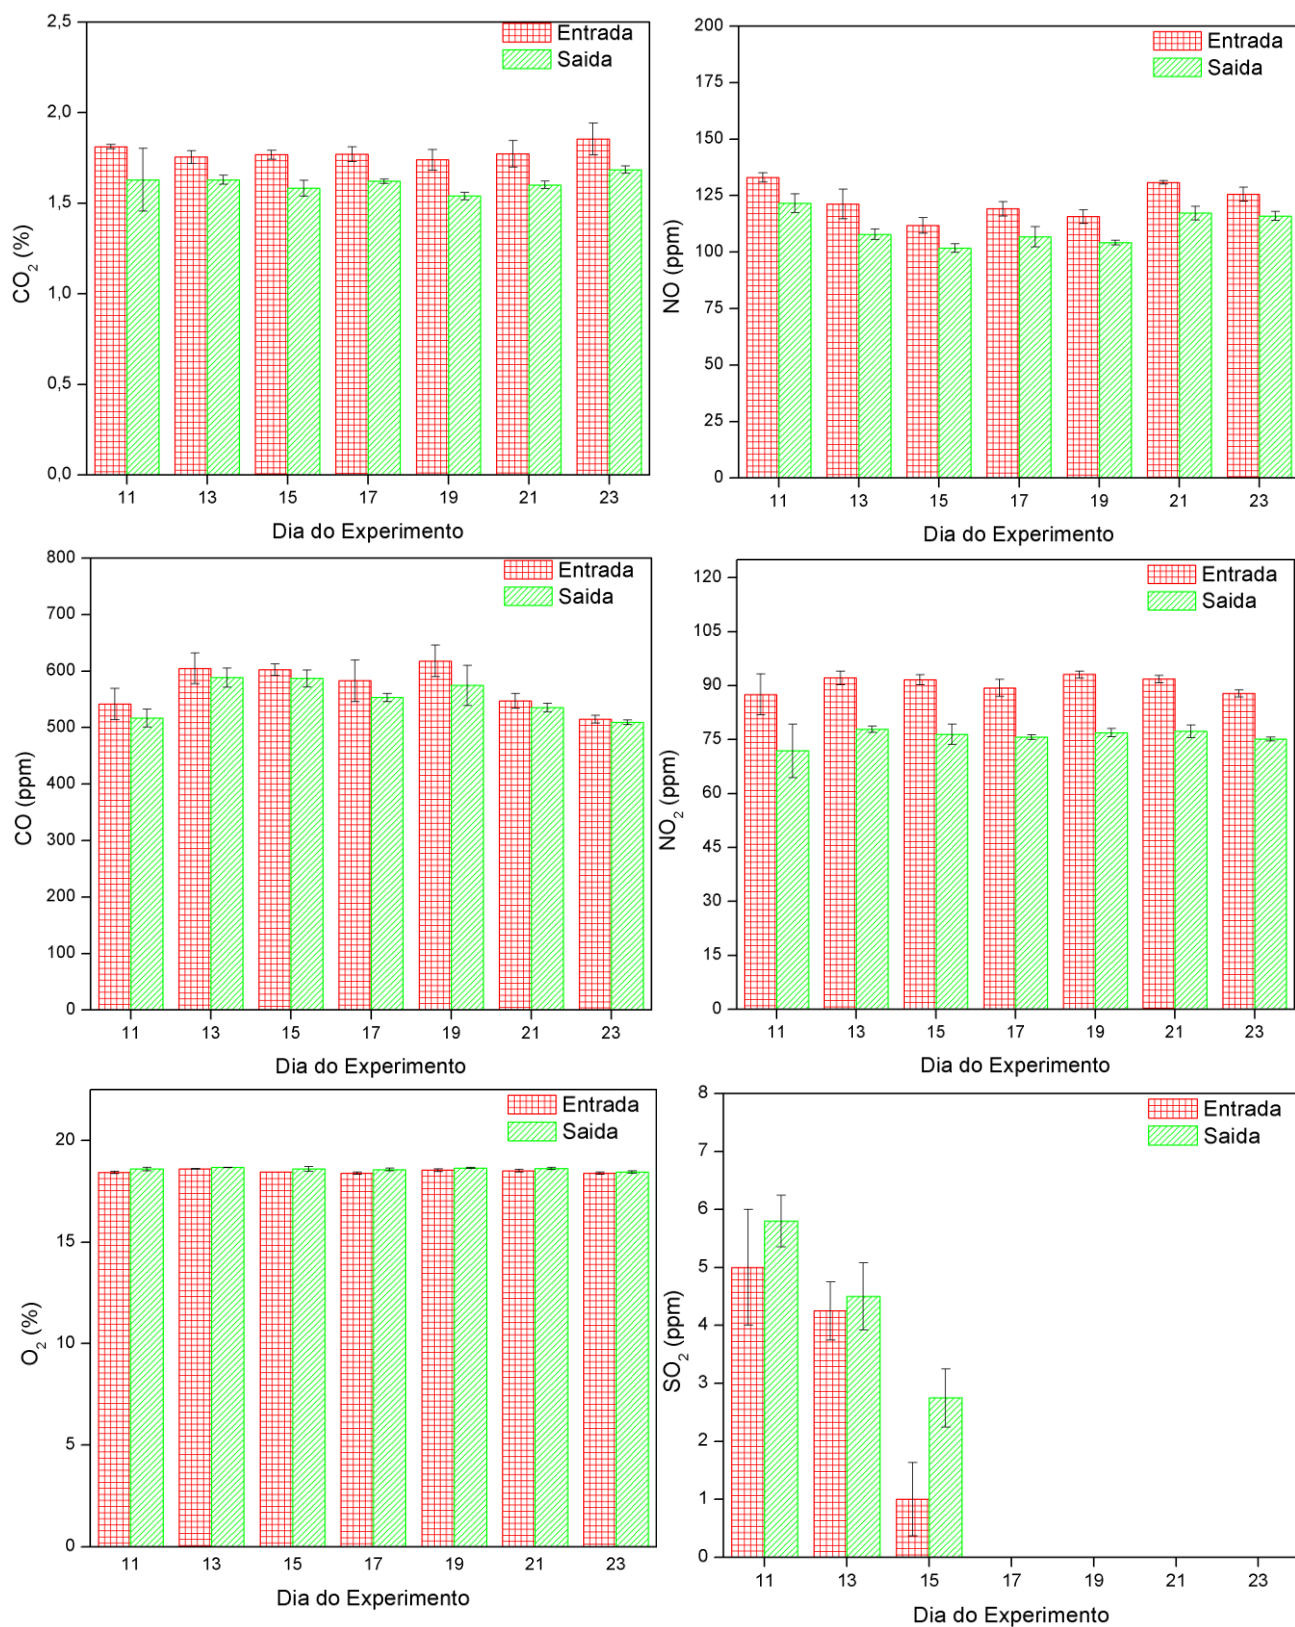 2,5
2,0
1,5
1,0
0,5
0,0
CO2 (%)
Entrada
Saida
11 13 15 17 19 21 23
Dia do Experimento
200
175
150
125
100
75
50
25
0
NO (ppm)
Entrada
Saida
11 13 15 17 19 21 23
Dia do Experimento
800
700
600
500
400
300
200
100
0
CO (ppm)
Entrada
Saida
11 13 15 17 19 21 23
Dia do Experimento
120
105
90
75
60
45
30
15
0
NO2 (ppm)
Entrada
Saida
11 13 15 17 19 21 23
Dia do Experimento
20
15
10
5
0
O2 (%)
Entrada
Saida
11 13 15 17 19 21 23
Dia do Experimento
8
7
6
5
4
3
2
1
0
SO2 (ppm)
Entrada
Saida
11 13 15 17 19 21 23
Dia do Experimento